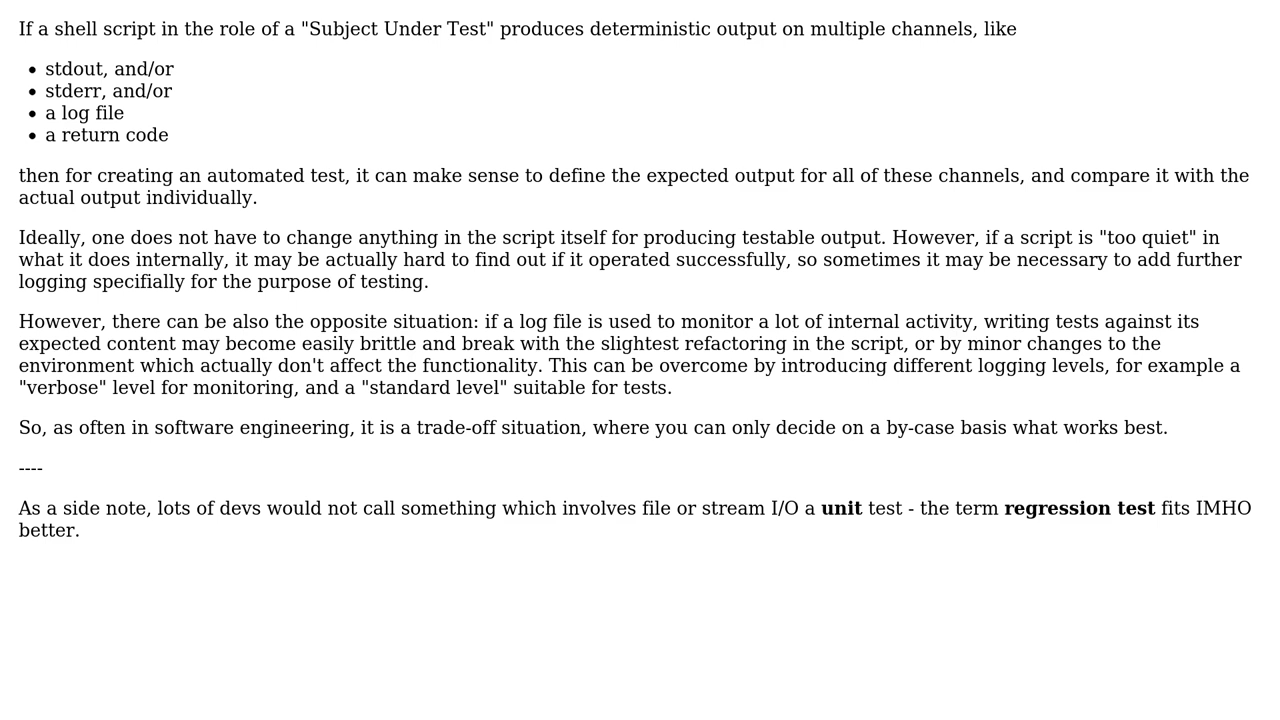 If a shell script in the role of a "Subject Under Test" produces deterministic output on multiple channels, like
• stdout, and/or
• stderr, and/or
• a log file
• a return code
then for creating an automated test, it can make sense to define the expected output for all of these channels, and compare it with the
actual output individually.
Ideally, one does not have to change anything in the script itself for producing testable output. However, if a script is "too quiet" in
what it does internally, it may be actually hard to find out if it operated successfully, so sometimes it may be necessary to add further
logging specifially for the purpose of testing.
However, there can be also the opposite situation: if a log file is used to monitor a lot of internal activity, writing tests against its
expected content may become easily brittle and break with the slightest refactoring in the script, or by minor changes to the
environment which actually don't affect the functionality. This can be overcome by introducing different logging levels, for example a
"verbose" level for monitoring, and a "standard level" suitable for tests.
So, as often in software engineering, it is a trade-off situation, where you can only decide on a by-case basis what works best.
----
As a side note, lots of devs would not call something which involves file or stream I/O a unit test - the term regression test fits IMHO
better.